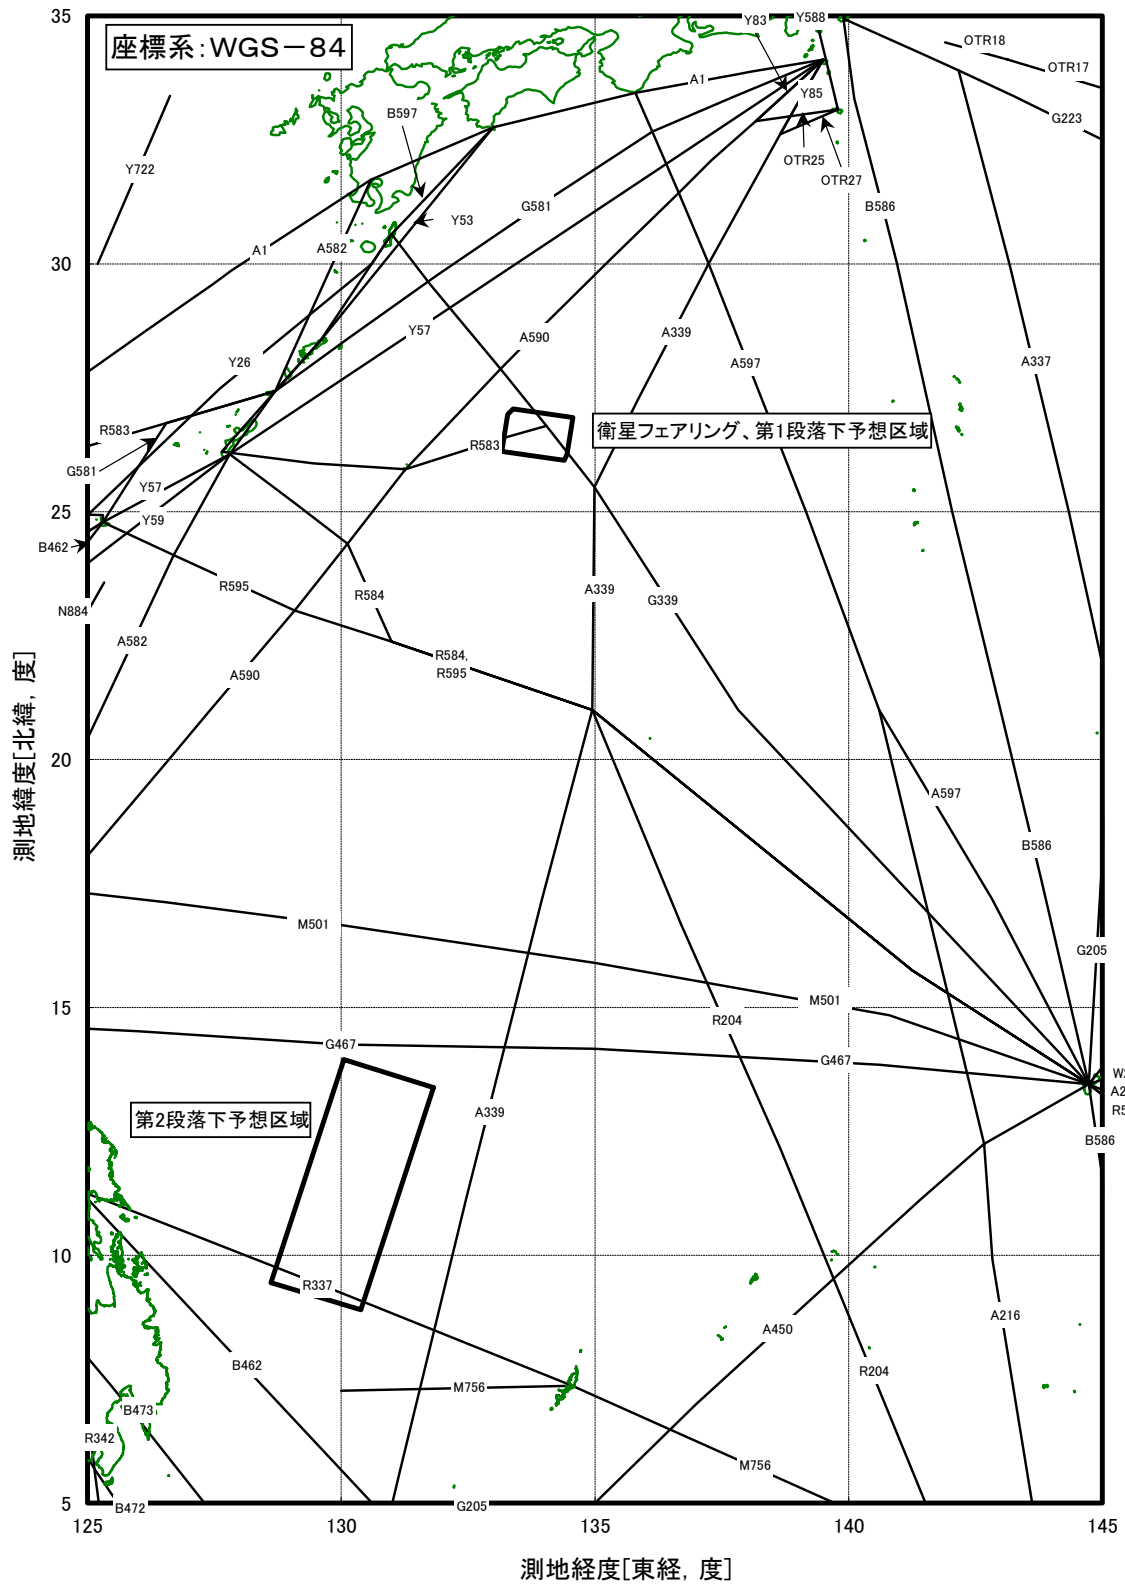 35
Y83
Y588
座標系:WGS－84
OTR18
OTR17
A1
Y85
B597
G223
OTR25
Y722
OTR27
G581
B586
Y53
A582
A1
30
Y57
A590
A339
A597
A337
Y26
R583
R583
衛星フェアリング、第1段落下予想区域
G581
Y57
25
Y59
B462
R595
R584
A339
G339
N884
A582
R584,
R595
A590
測地緯度[北緯, 度]
20
A597
B586
M501
G205
M501
15
R204
G467
G467
W2
A2
R5
第2段落下予想区域
A339
B586
10
R337
A216
A450
B462
R204
M756
B473
R342
M756
5
B472
G205
125
130
135
140
145
測地経度[東経, 度]